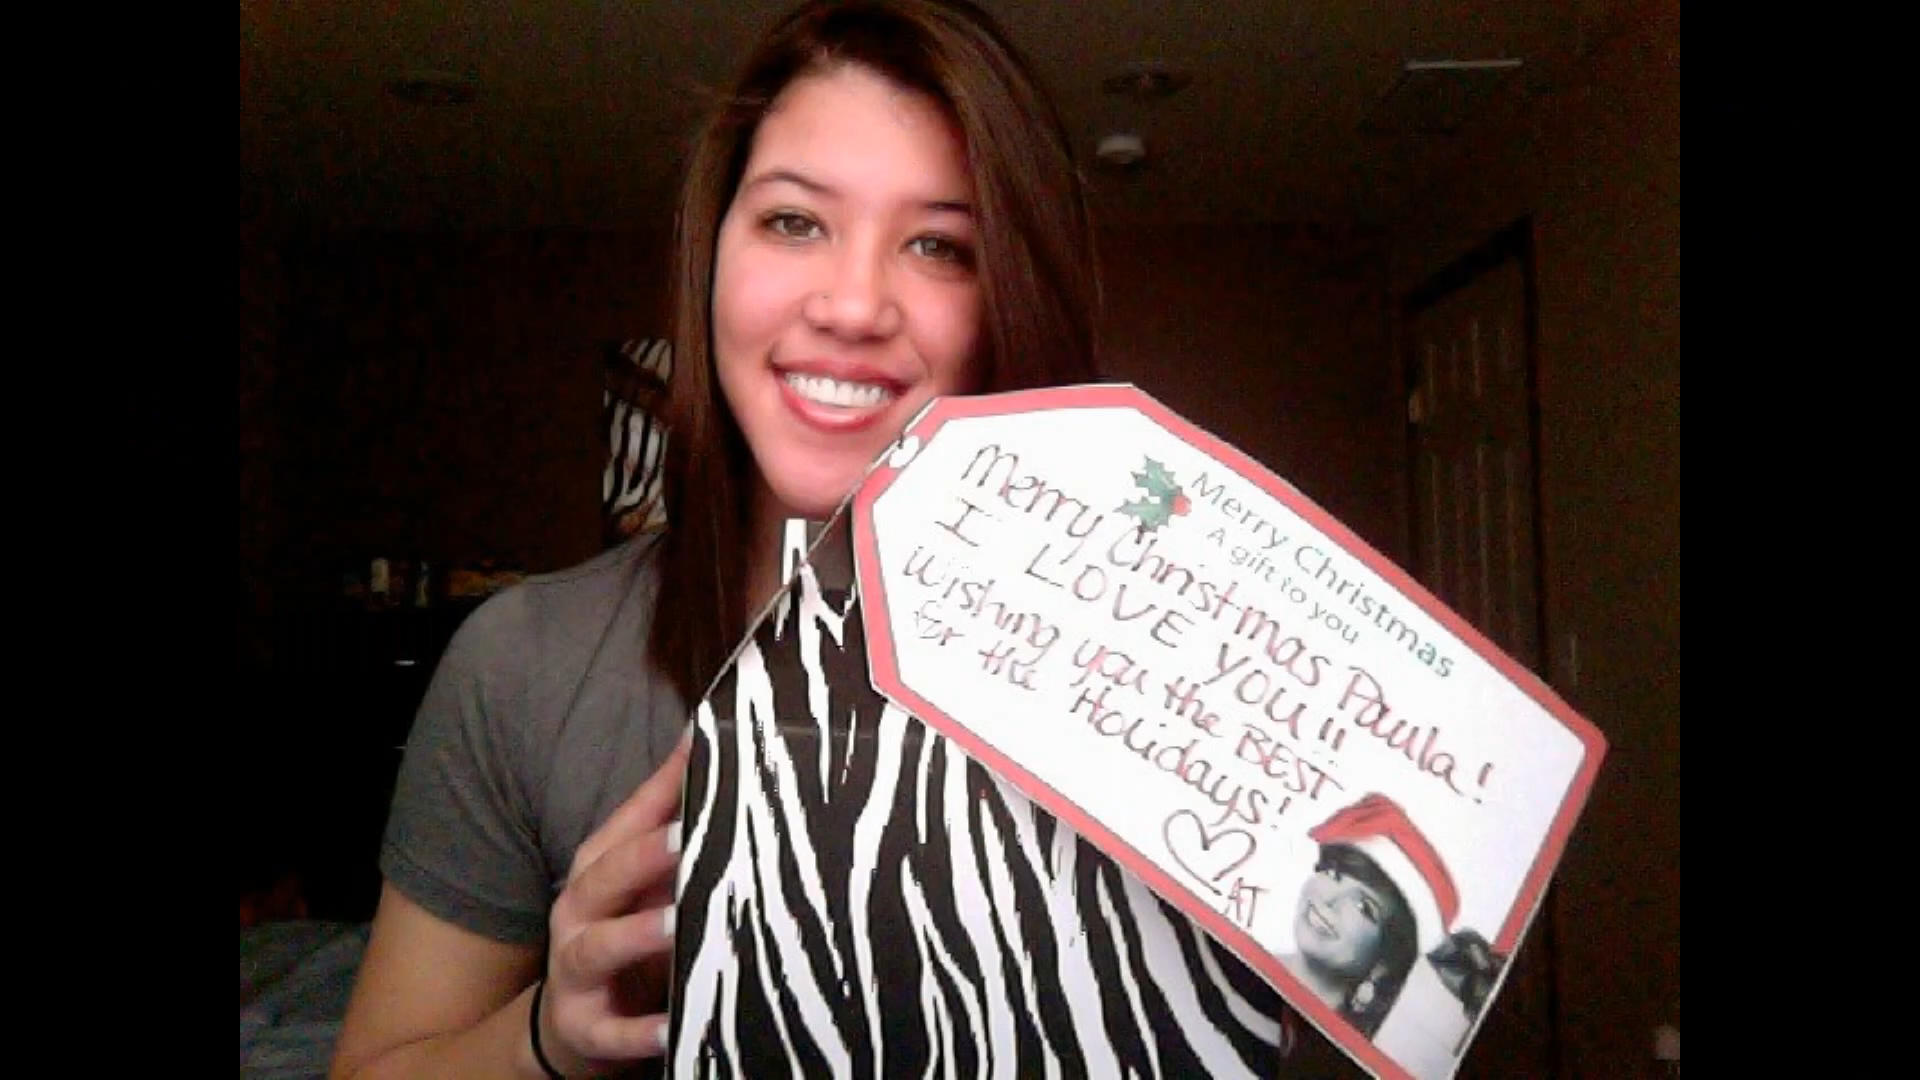 Merry Christmas
A gift to you
Merry Christmas Paula!
I LOVE YOU!!
Wishing you the BEST
for the Holidays!
AT